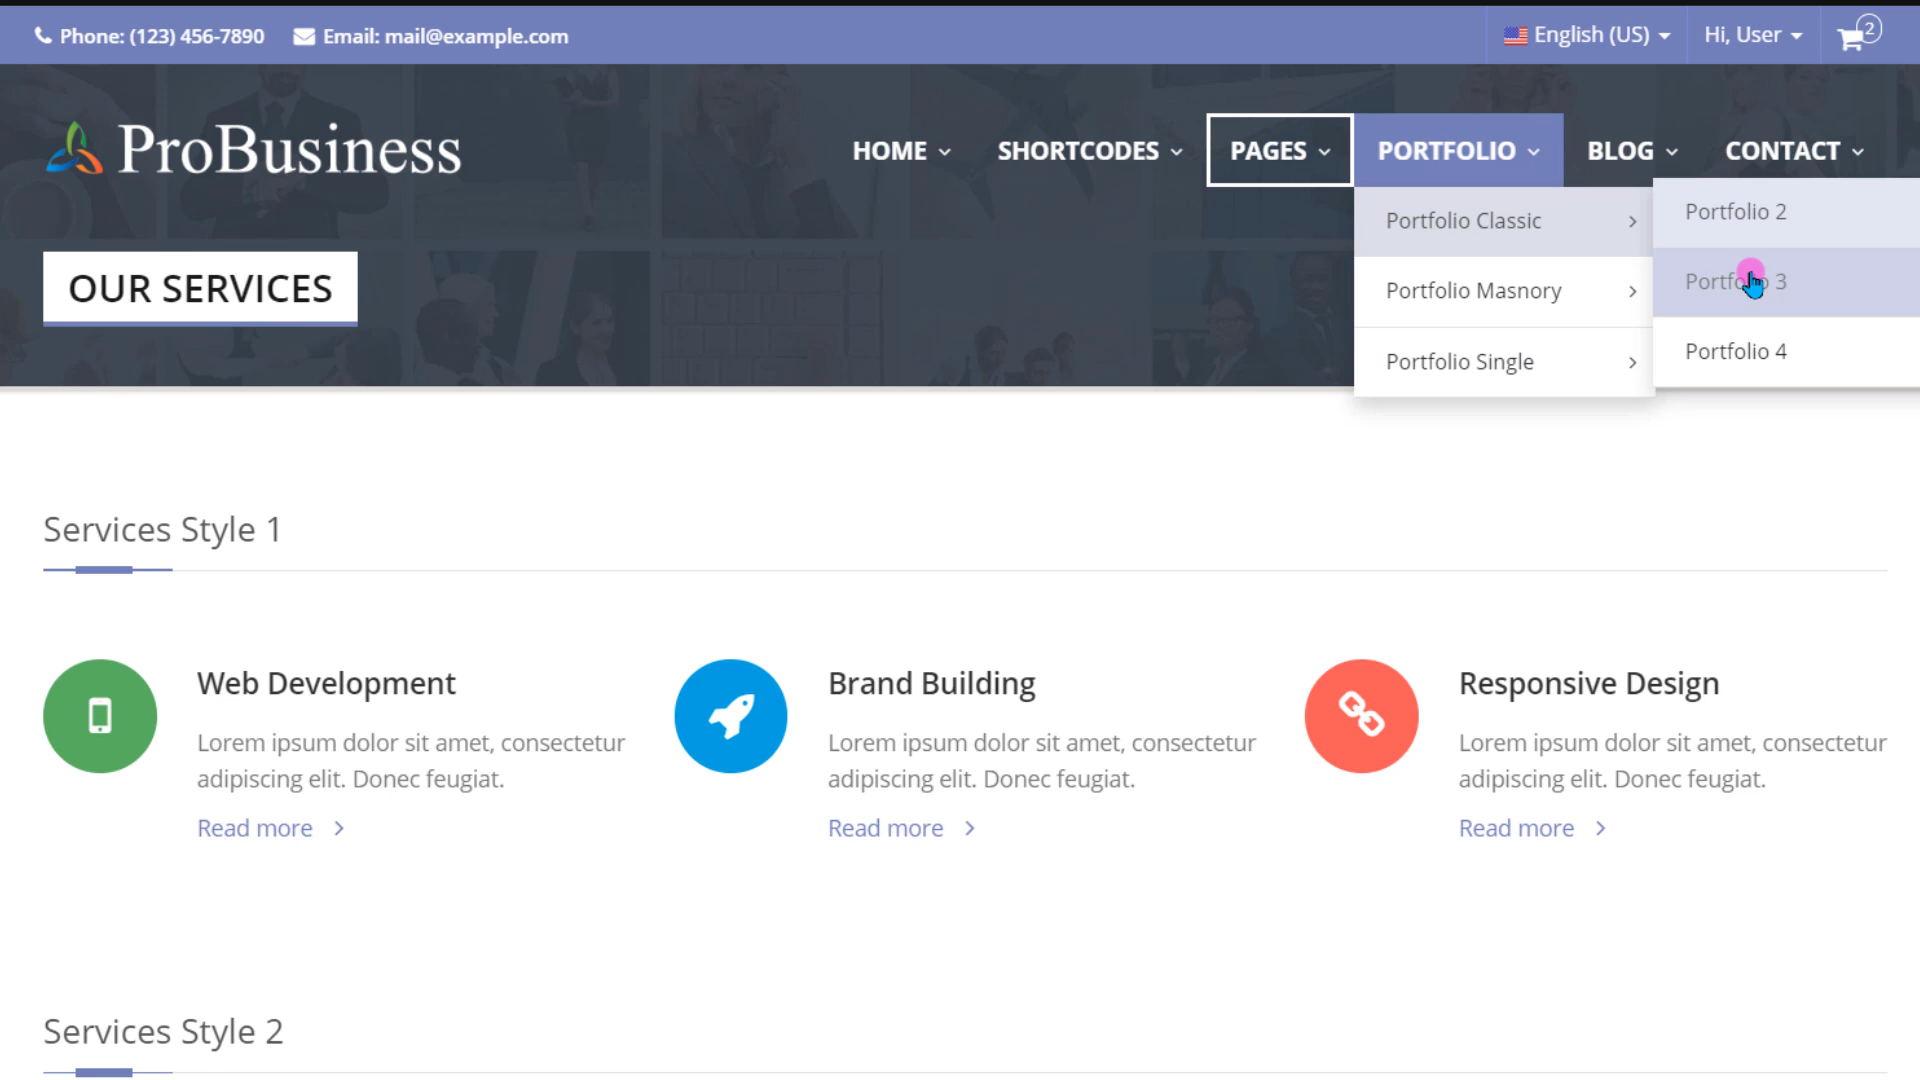 Phone: (123) 456-7890 Email: mail@example.com English (US) Hi, User 2
ProBusiness
HOME SHORTCODES PAGES PORTFOLIO BLOG CONTACT
Portfolio Classic
Portfolio Masnory
Portfolio Single
Portfolio 2
Portfolio 3
Portfolio 4
OUR SERVICES
Services Style 1
Web Development
Lorem ipsum dolor sit amet, consectetur
adipiscing elit. Donec feugiat.
Read more
Brand Building
Lorem ipsum dolor sit amet, consectetur
adipiscing elit. Donec feugiat.
Read more
Responsive Design
Lorem ipsum dolor sit amet, consectetur
adipiscing elit. Donec feugiat.
Read more
Services Style 2